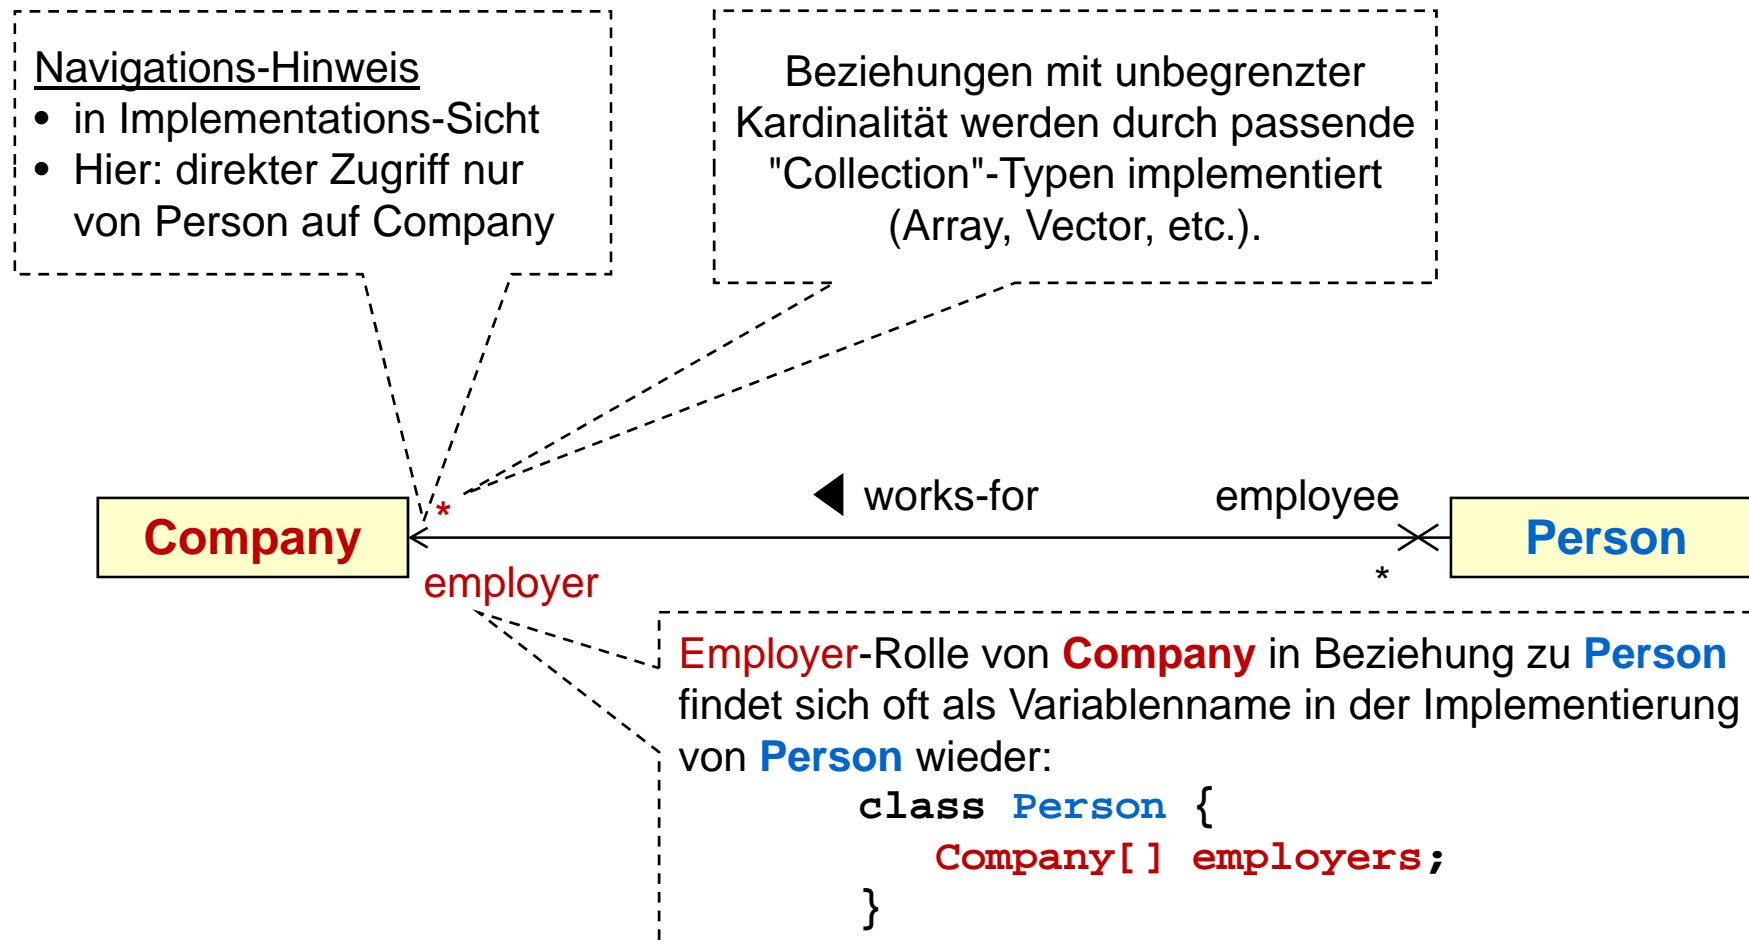 Navigations-Hinweis
• in Implementations-Sicht
• Hier: direkter Zugriff nur
von Person auf Company
Beziehungen mit unbegrenzter
Kardinalität werden durch passende
"Collection"-Typen implementiert
(Array, Vector, etc.).
* works-for employee
Company
Person
employer
*
Employer-Rolle von Company in Beziehung zu Person
findet sich oft als Variablenname in der Implementierung
von Person wieder:
class Person {
Company[] employers;
}